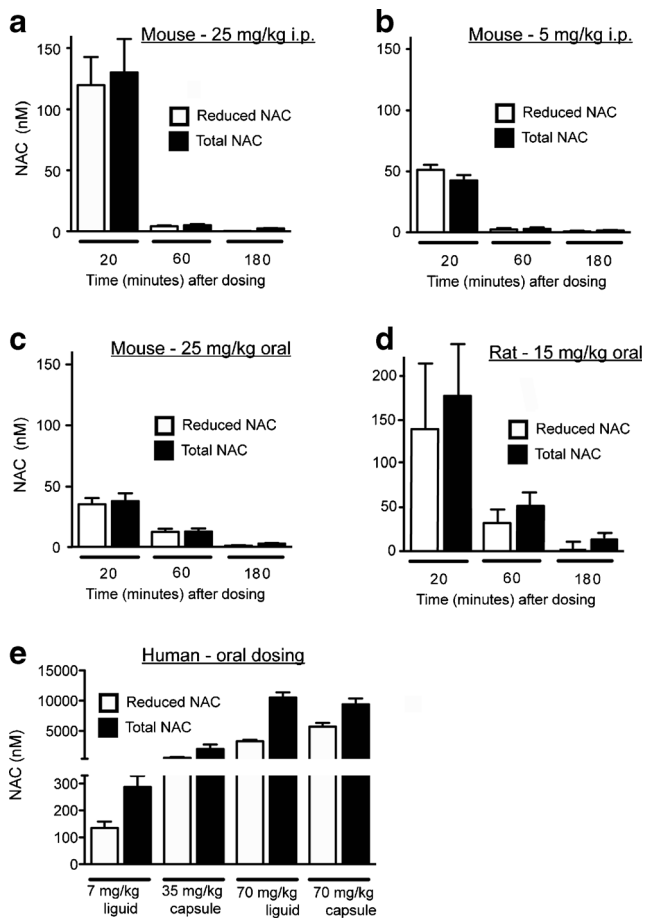 a
Mouse - 25 mg/kg i.p.
150
100
50
0
NAC (nM)
Reduced NAC
Total NAC
20 60 180
Time (minutes) after dosing
b
Mouse - 5 mg/kg i.p.
150
100
50
0
Reduced NAC
Total NAC
20 60 180
Time (minutes) after dosing
c
Mouse - 25 mg/kg oral
150
100
50
0
NAC (nM)
Reduced NAC
Total NAC
20 60 180
Time (minutes) after dosing
d
Rat - 15 mg/kg oral
200
150
100
50
0
Reduced NAC
Total NAC
20 60 180
Time (minutes) after dosing
e
Human - oral dosing
15000
10000
5000
300
200
100
0
NAC (nM)
Reduced NAC
Total NAC
7 mg/kg 35 mg/kg 70 mg/kg 70 mg/kg
liguid capsule liguid capsule